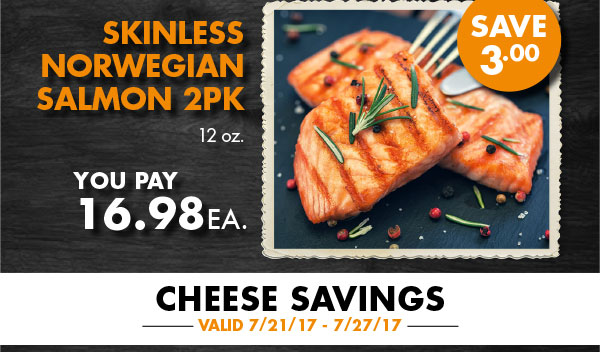 SKINLESS
NORWEGIAN
SALMON 2PK
12 oz.
YOU PAY
16.98EA.
SAVE
3.00
CHEESE SAVINGS
VALID 7/21/17 - 7/27/17